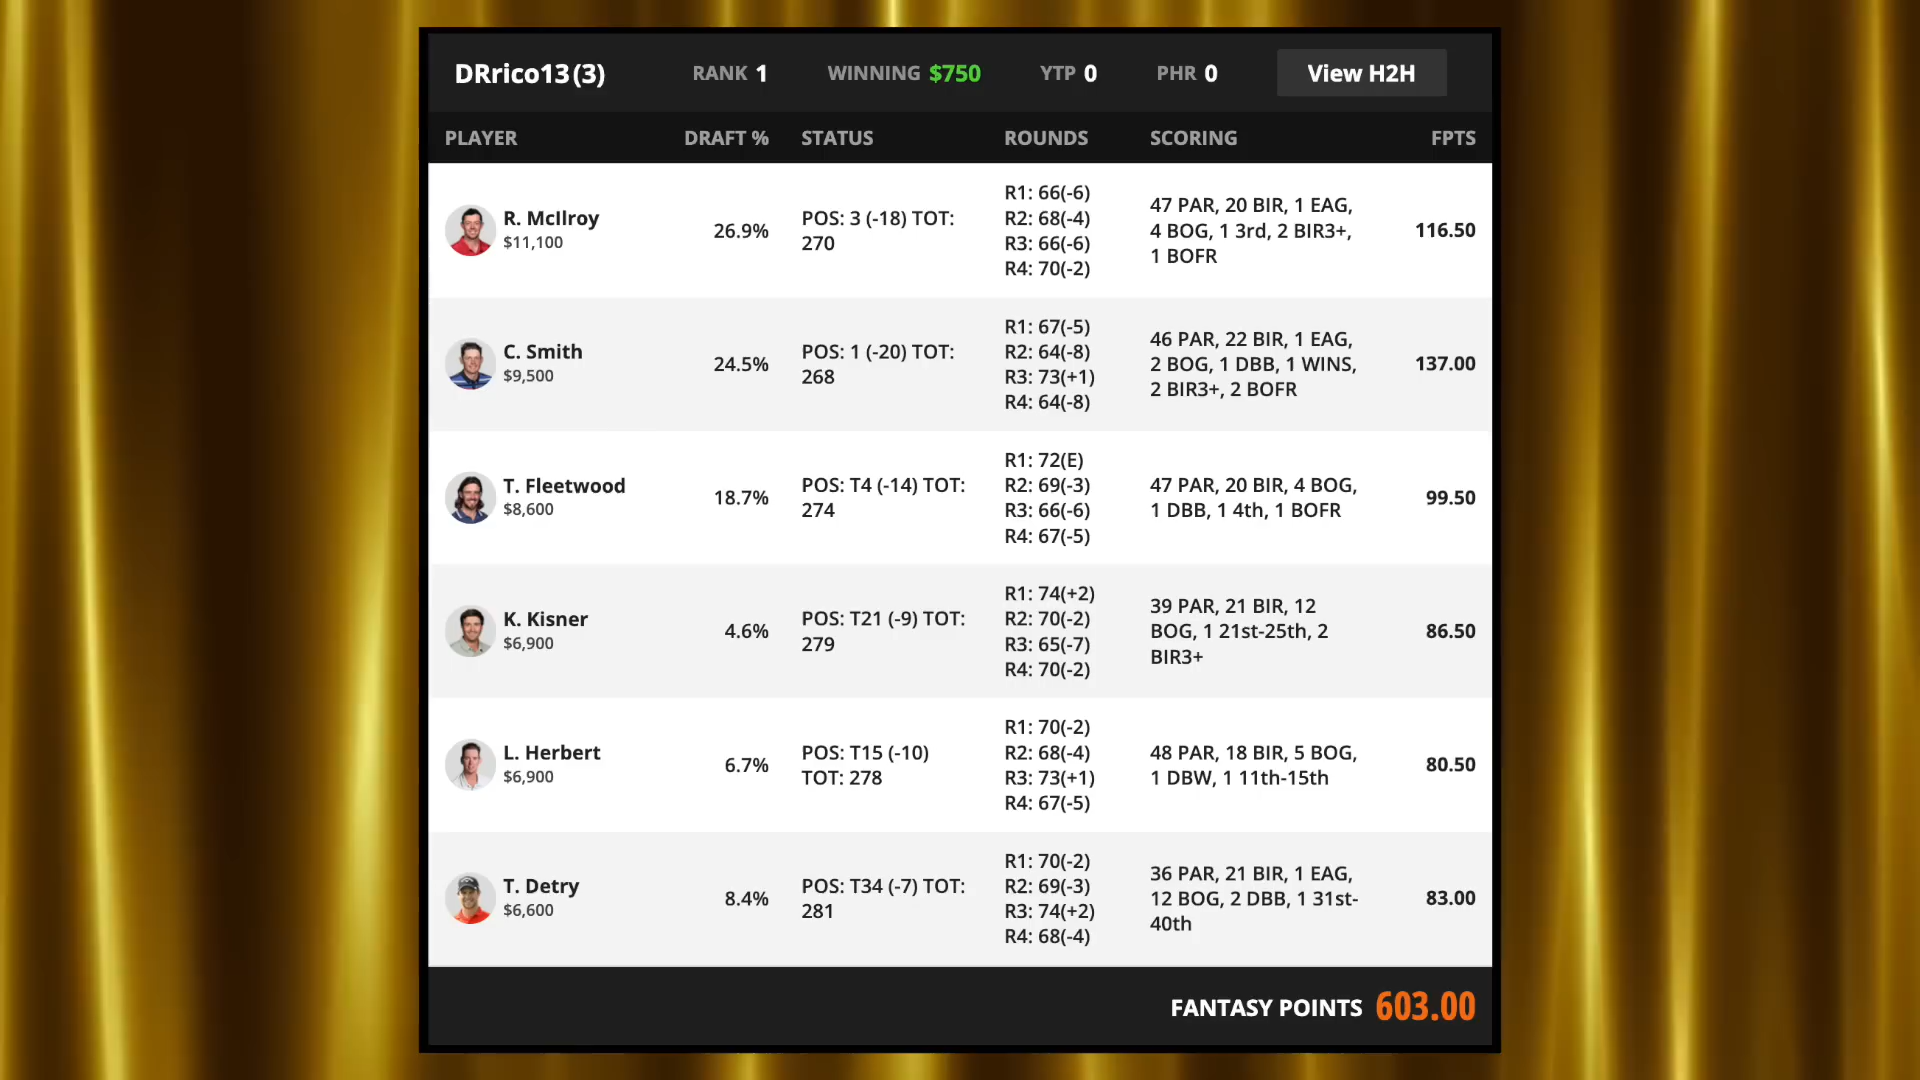 DRrico13(3) RANK 1 WINNING $750 YTP 0 PHR 0 View H2H
PLAYER DRAFT % STATUS ROUNDS SCORING FPTS
R. McIlroy
$11,100
26.9%
POS: 3 (-18) TOT:
270
R1: 66(-6)
R2: 68(-4)
R3: 66(-6)
R4: 70(-2)
47 PAR, 20 BIR, 1 EAG,
4 BOG, 1 3rd, 2 BIR3+,
1 BOFR
116.50
C. Smith
$9,500
24.5%
POS: 1 (-20) TOT:
268
R1: 67(-5)
R2: 64(-8)
R3: 73(+1)
R4: 64(-8)
46 PAR, 22 BIR, 1 EAG,
2 BOG, 1 DBB, 1 WINS,
2 BIR3+, 2 BOFR
137.00
T. Fleetwood
$8,600
18.7%
POS: T4 (-14) TOT:
274
R1: 72(E)
R2: 69(-3)
R3: 66(-6)
R4: 67(-5)
47 PAR, 20 BIR, 4 BOG,
1 DBB, 1 4th, 1 BOFR
99.50
K. Kisner
$6,900
4.6%
POS: T21 (-9) TOT:
279
R1: 74(+2)
R2: 70(-2)
R3: 65(-7)
R4: 70(-2)
39 PAR, 21 BIR, 12
BOG, 1 21st-25th, 2
BIR3+
86.50
L. Herbert
$6,900
6.7%
POS: T15 (-10)
TOT: 278
R1: 70(-2)
R2: 68(-4)
R3: 73(+1)
R4: 67(-5)
48 PAR, 18 BIR, 5 BOG,
1 DBW, 1 11th-15th
80.50
T. Detry
$6,600
8.4%
POS: T34 (-7) TOT:
281
R1: 70(-2)
R2: 69(-3)
R3: 74(+2)
R4: 68(-4)
36 PAR, 21 BIR, 1 EAG,
12 BOG, 2 DBB, 1 31st-
40th
83.00
FANTASY POINTS 603.00